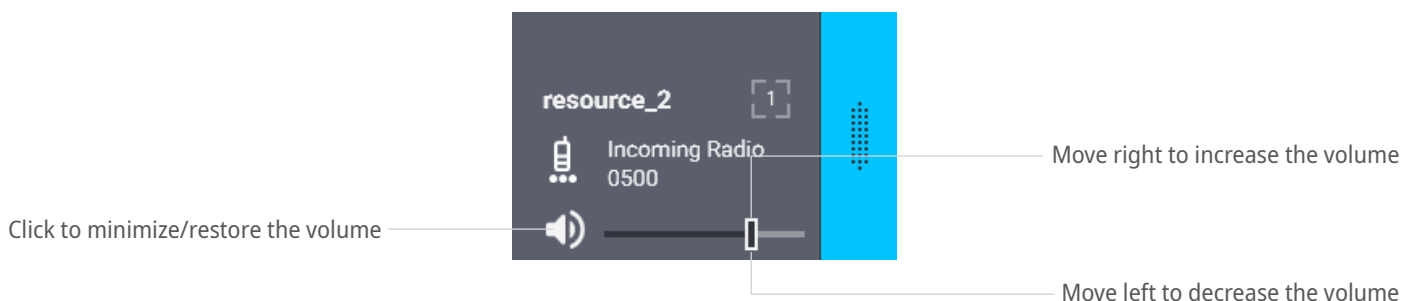 resource_2
1
Incoming Radio
0500
Move right to increase the volume
Click to minimize/restore the volume
Move left to decrease the volume